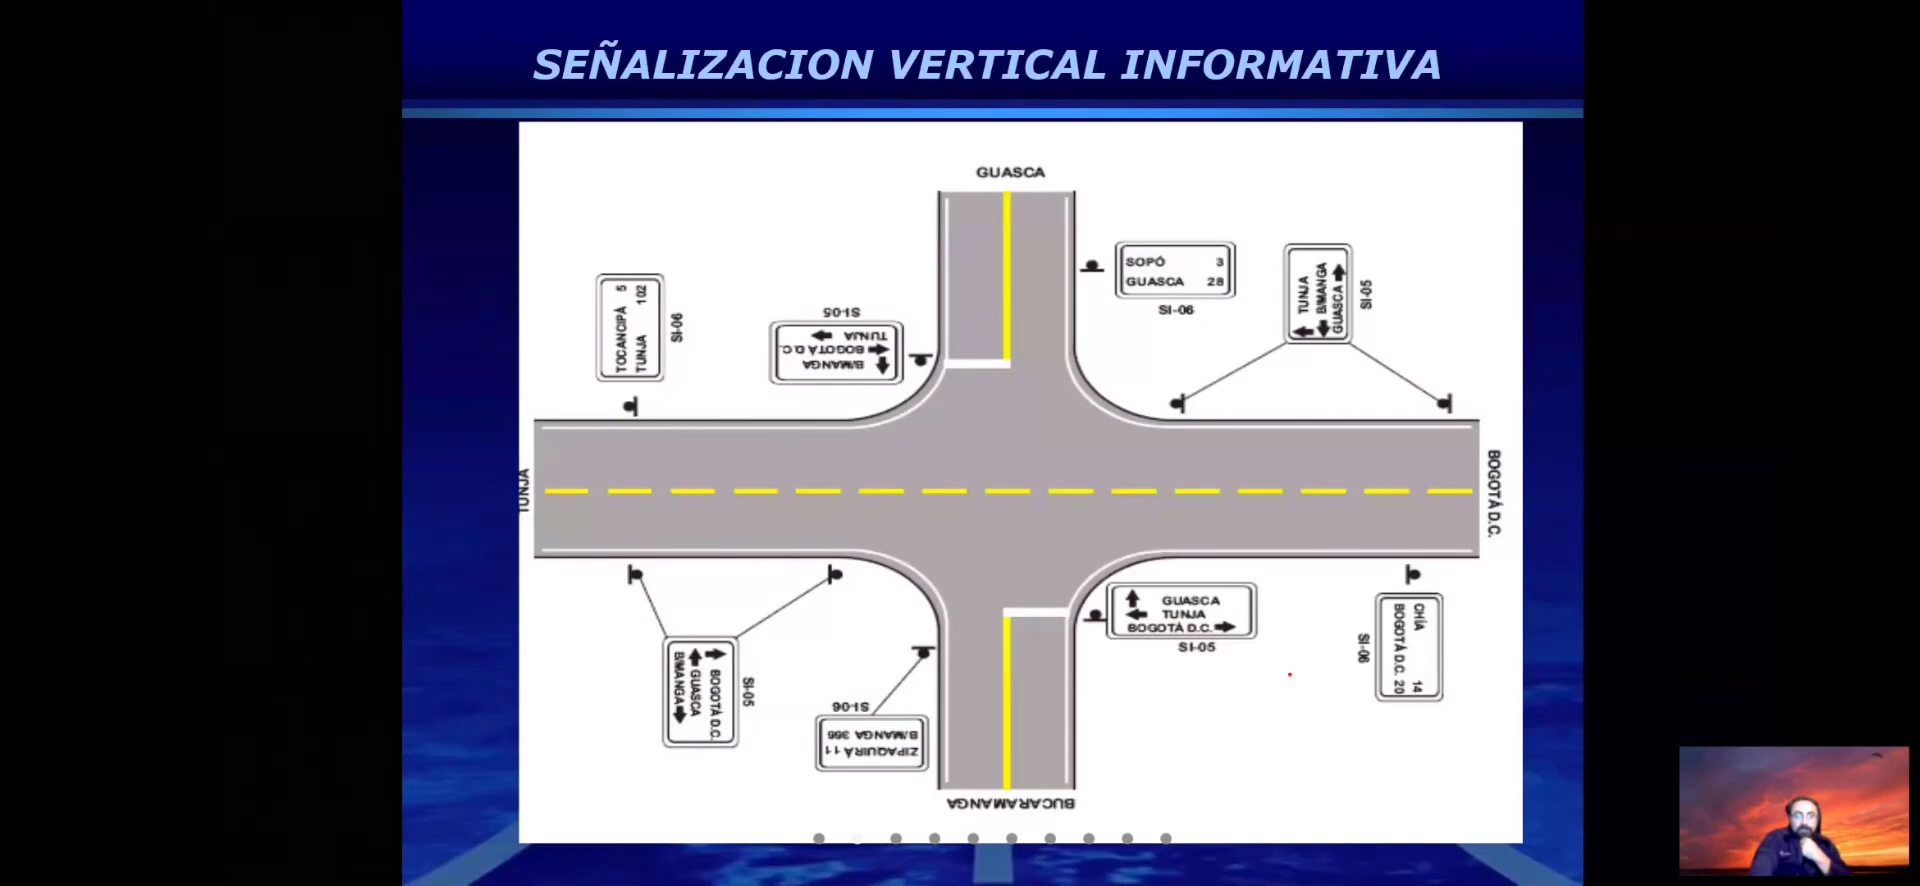 SEÑALIZACION VERTICAL INFORMATIVA
GUASCA
SOPÓ 3
GUASCA 28
SI-06
TUNJA
B/MANGA
GUASCA
SI-05
TOCANCIPÁ 5
TUNJA 102
SI-06
SI-05
TUNJA
BOGOTÁ D.C.
B/MANGA
TUNJA
BOGOTÁ D.C.
GUASCA
TUNJA
BOGOTÁ D.C.
SI-05
CHÍA 14
BOGOTÁ D.C. 20
SI-06
BOGOTÁ D.C.
GUASCA
B/MANGA
SI-05
SI-06
ZIPAQUIRÁ 11
B/MANGA 366
BUCARAMANGA